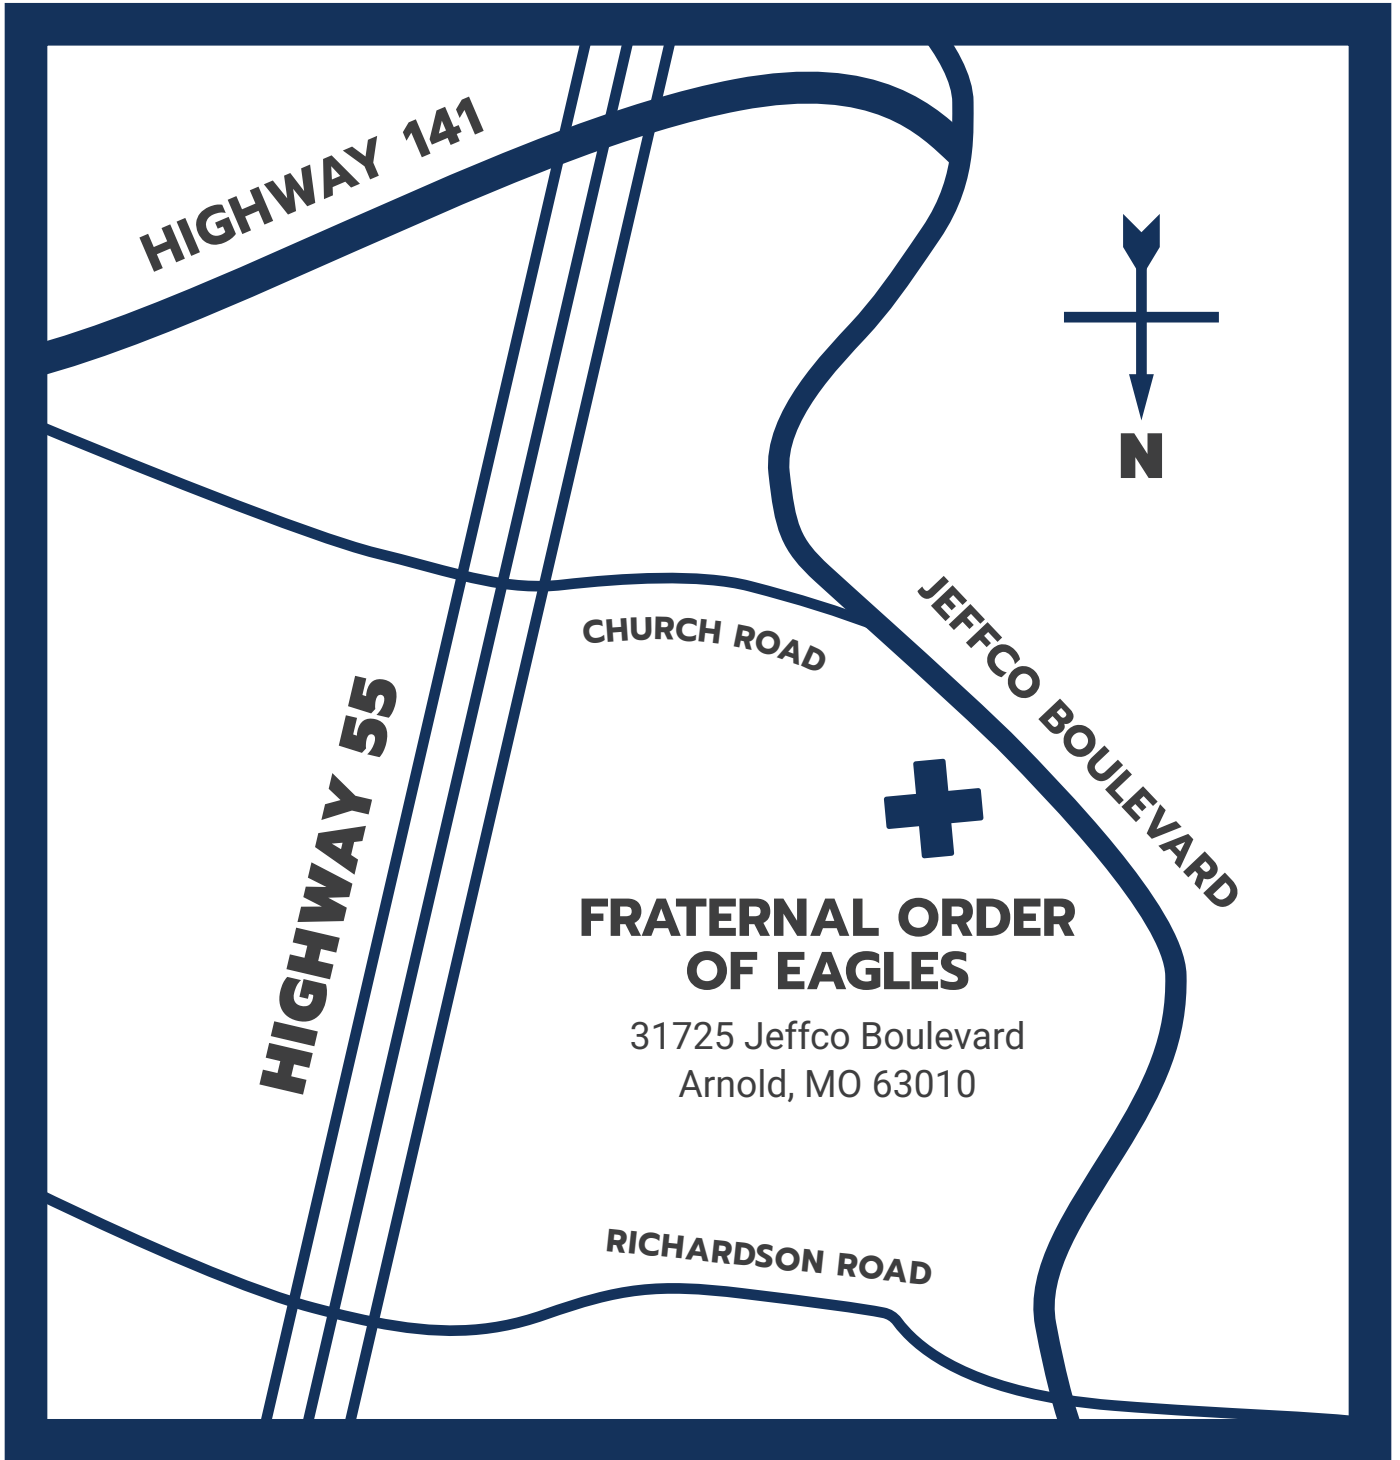 HIGHWAY 141
N
JEFFCO BOULEVARD
CHURCH ROAD
HIGHWAY 55
FRATERNAL ORDER
OF EAGLES
31725 Jeffco Boulevard
Arnold, MO 63010
RICHARDSON ROAD